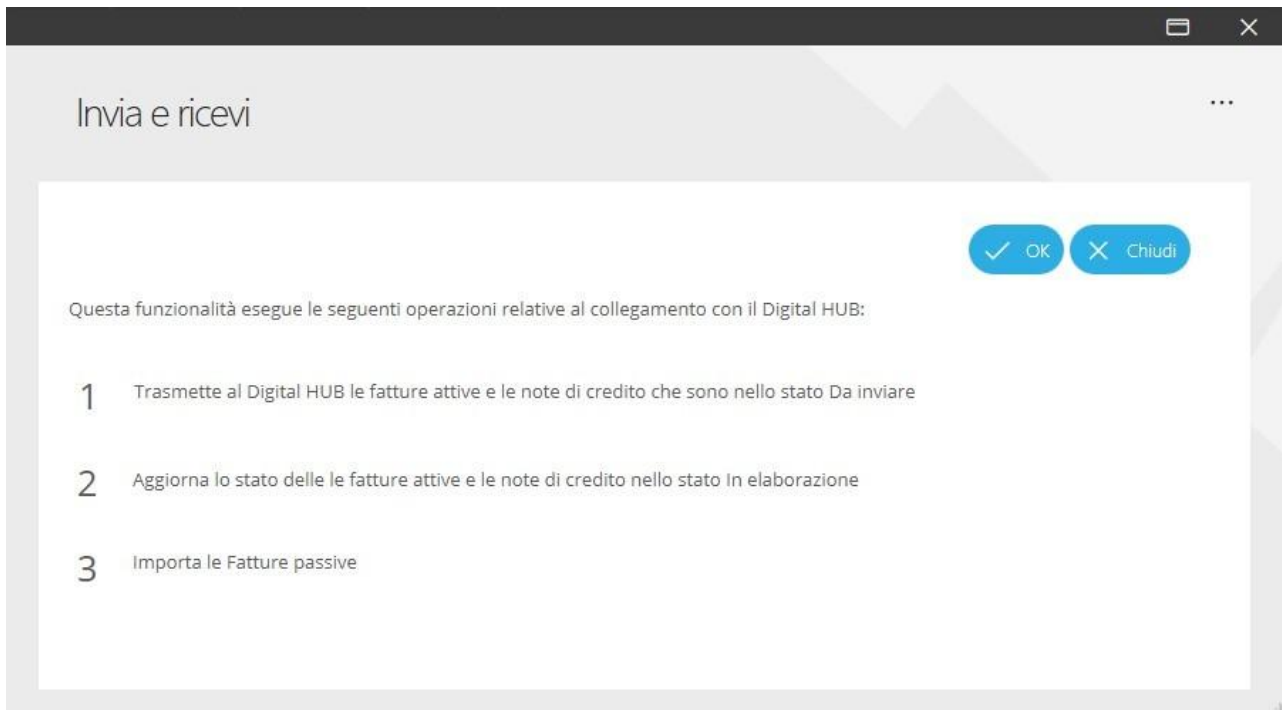 Invia e ricevi
...
OK
Chiudi
Questa funzionalità esegue le seguenti operazioni relative al collegamento con il Digital HUB:
1 Trasmette al Digital HUB le fatture attive e le note di credito che sono nello stato Da inviare
2 Aggiorna lo stato delle le fatture attive e le note di credito nello stato In elaborazione
3 Importa le Fatture passive